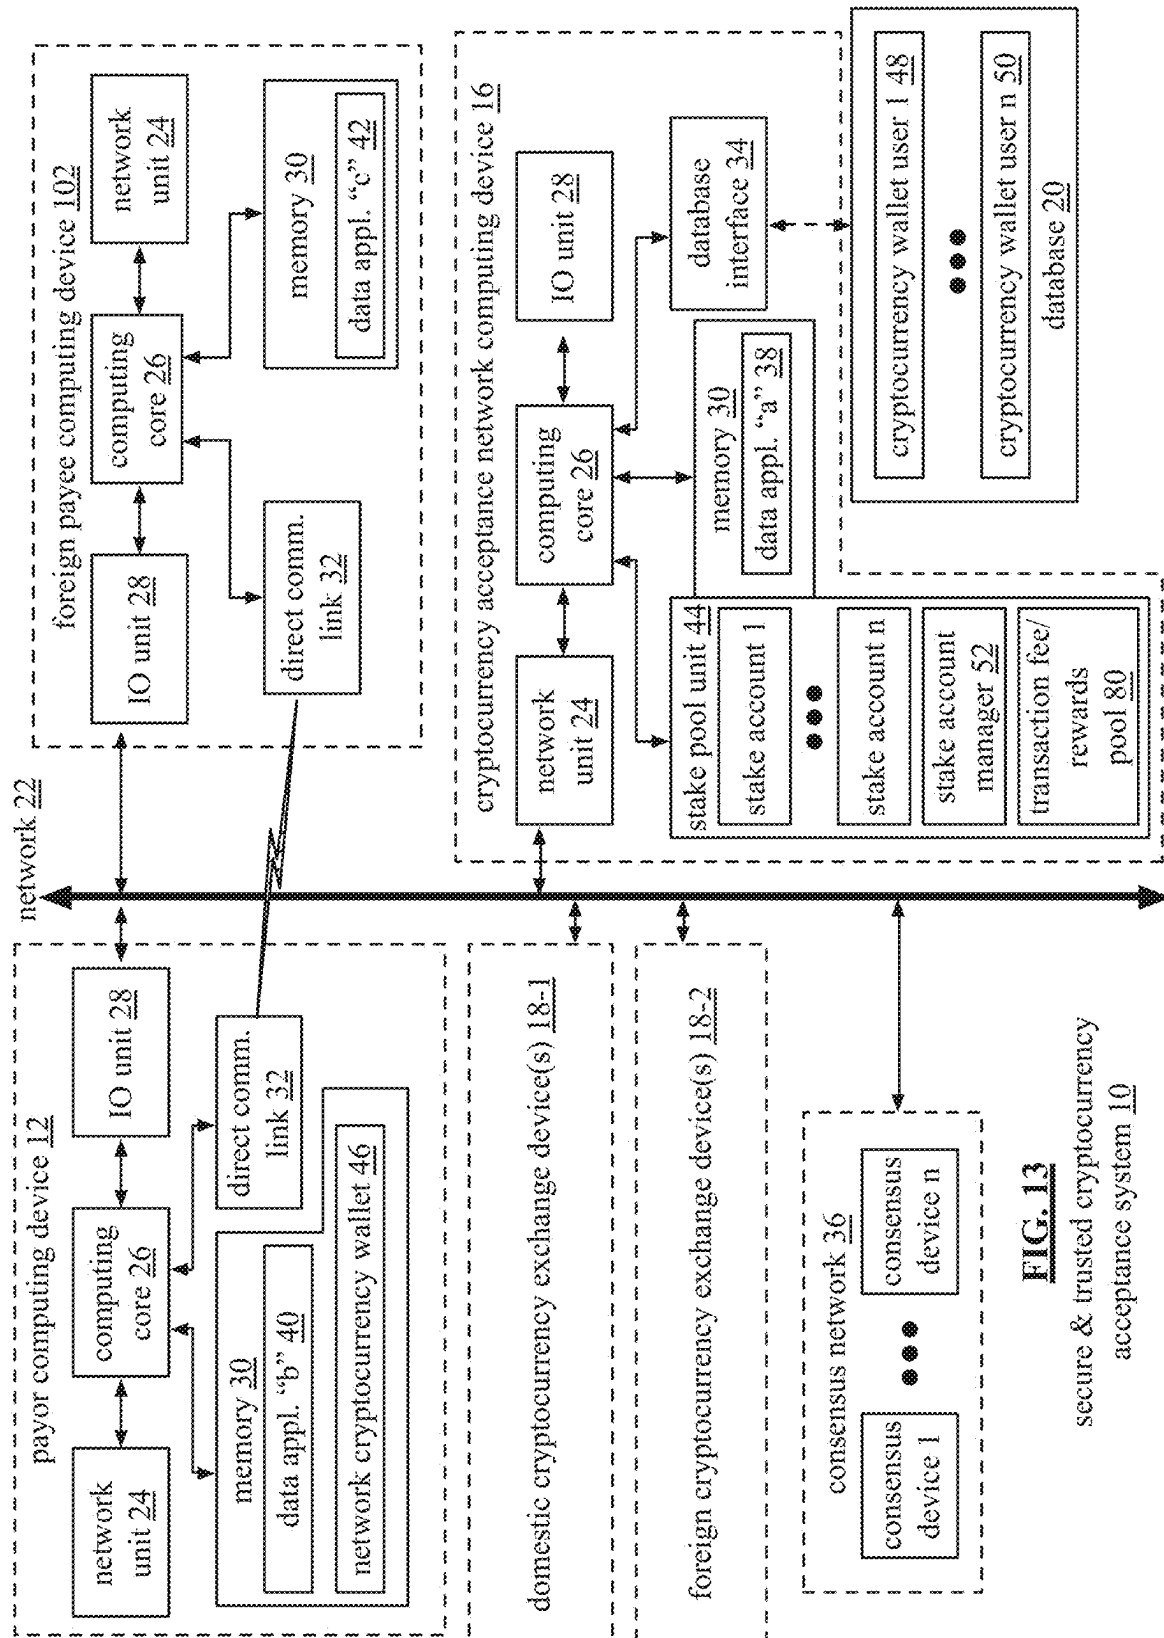 payor computing device 12
network
unit 24
computing
core 26
IO unit 28
memory 30
data appl. “b” 40
network cryptocurrency wallet 46
direct comm.
link 32
network 22
foreign payee computing device 102
IO unit 28
computing
core 26
network
unit 24
direct comm.
link 32
memory 30
data appl. “c” 42
domestic cryptocurrency exchange device(s) 18-1
foreign cryptocurrency exchange device(s) 18-2
cryptocurrency acceptance network computing device 16
network
unit 24
computing
core 26
IO unit 28
stake pool unit 44
stake account 1
stake account n
stake account
manager 52
transaction fee/
rewards
pool 80
memory 30
data appl. “a” 38
database
interface 34
cryptocurrency wallet user 1 48
cryptocurrency wallet user n 50
database 20
consensus network 36
consensus
device 1
consensus
device n
FIG. 13
secure & trusted cryptocurrency
acceptance system 10